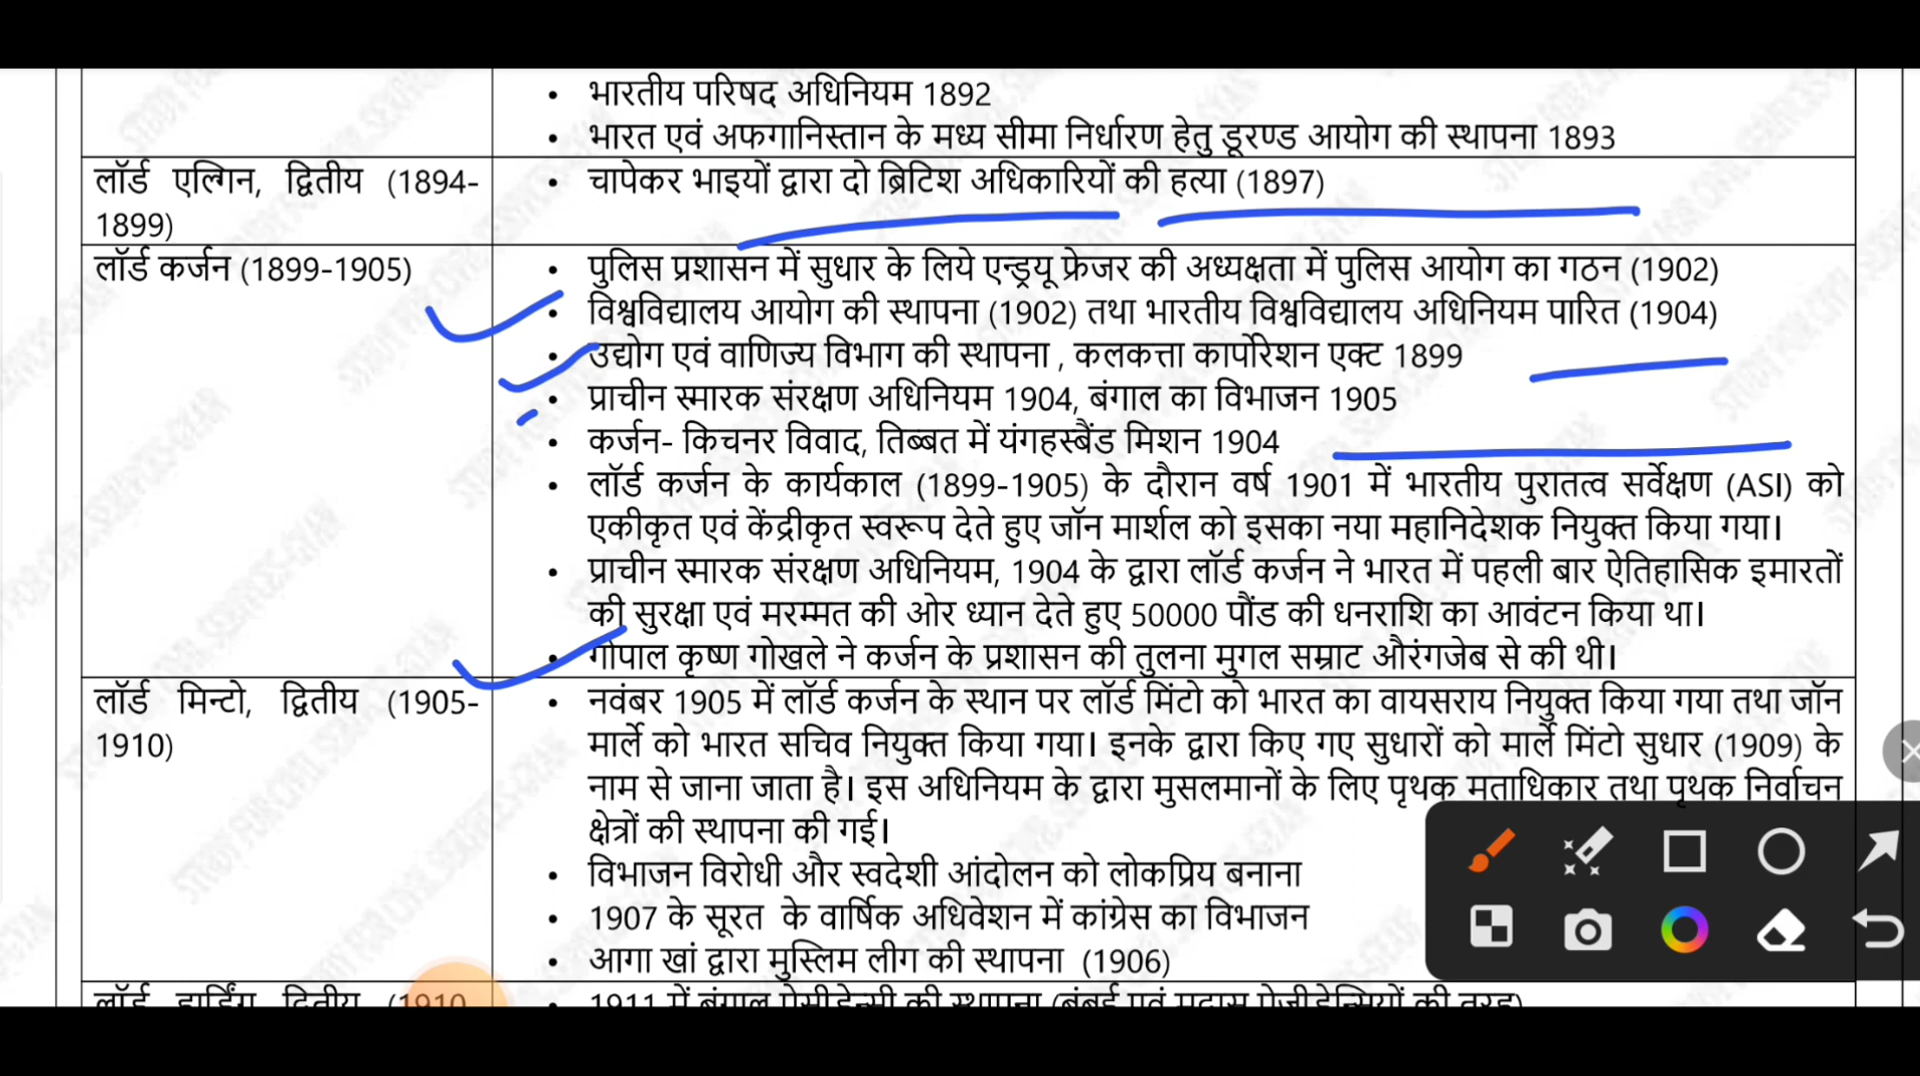 भारतीय परिषद अधिनियम 1892
भारत एवं अफगानिस्तान के मध्य सीमा निर्धारण हेतु डूरण्ड आयोग की स्थापना 1893
लॉर्ड एल्गिन, द्वितीय (1894-
1899)
चापेकर भाइयों द्वारा दो ब्रिटिश अधिकारियों की हत्या (1897)
लॉर्ड कर्जन (1899-1905)
पुलिस प्रशासन में सुधार के लिये एन्ड्रयू फ्रेजर की अध्यक्षता में पुलिस आयोग का गठन (1902)
विश्वविद्यालय आयोग की स्थापना (1902) तथा भारतीय विश्वविद्यालय अधिनियम पारित (1904)
उद्योग एवं वाणिज्य विभाग की स्थापना , कलकत्ता कार्पोरेशन एक्ट 1899
प्राचीन स्मारक संरक्षण अधिनियम 1904, बंगाल का विभाजन 1905
कर्जन- किचनर विवाद, तिब्बत में यंगहस्बैंड मिशन 1904
लॉर्ड कर्जन के कार्यकाल (1899-1905) के दौरान वर्ष 1901 में भारतीय पुरातत्व सर्वेक्षण (ASI) को
एकीकृत एवं केंद्रीकृत स्वरूप देते हुए जॉन मार्शल को इसका नया महानिदेशक नियुक्त किया गया।
प्राचीन स्मारक संरक्षण अधिनियम, 1904 के द्वारा लॉर्ड कर्जन ने भारत में पहली बार ऐतिहासिक इमारतों
की सुरक्षा एवं मरम्मत की ओर ध्यान देते हुए 50000 पौंड की धनराशि का आवंटन किया था।
गोपाल कृष्ण गोखले ने कर्जन के प्रशासन की तुलना मुगल सम्राट औरंगजेब से की थी।
लॉर्ड मिन्टो, द्वितीय (1905-
1910)
नवंबर 1905 में लॉर्ड कर्जन के स्थान पर लॉर्ड मिंटो को भारत का वायसराय नियुक्त किया गया तथा जॉन
मार्ले को भारत सचिव नियुक्त किया गया। इनके द्वारा किए गए सुधारों को मार्ले मिंटो सुधार (1909) के
नाम से जाना जाता है। इस अधिनियम के द्वारा मुसलमानों के लिए पृथक मताधिकार तथा पृथक निर्वाचन
क्षेत्रों की स्थापना की गई।
विभाजन विरोधी और स्वदेशी आंदोलन को लोकप्रिय बनाना
1907 के सूरत के वार्षिक अधिवेशन में कांग्रेस का विभाजन
आगा खां द्वारा मुस्लिम लीग की स्थापना (1906)
लॉर्ड हार्डिंग द्वितीय (1910
1911 में बंगाल प्रेसीडेन्सी की स्थापना (बंबई एवं मद्रास प्रेजीडेन्सियों की तरह)